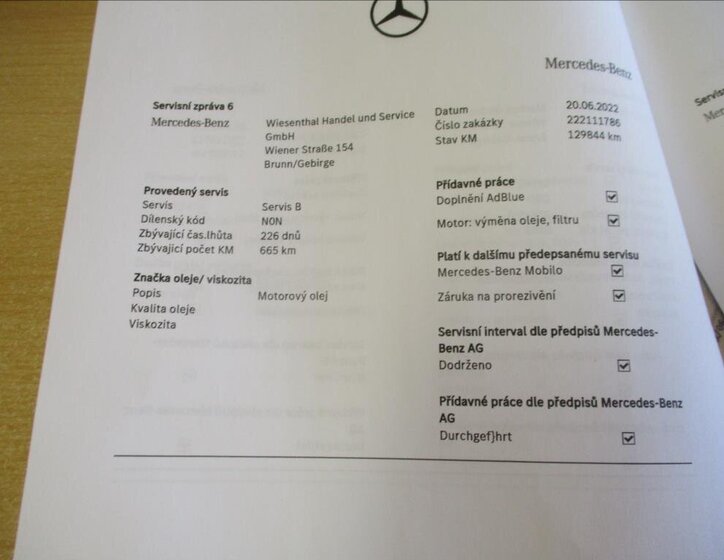 Mercedes-Benz
Servisní zpráva 6
Mercedes-Benz
Wiesenthal Handel und Service
GmbH
Wiener Straße 154
Brunn/Gebirge
Datum 20.06.2022
Číslo zakázky 222111786
Stav KM 129844 km
Provedený servis
Servis Servis B
Dílenský kód N0N
Zbývající čas.lhůta 226 dnů
Zbývajicí počet KM 665 km
Značka oleje/ viskozita
Popis Motorový olej
Kvalita oleje
Viskozita
Přídavné práce
Doplnění AdBlue ☑
Motor: výměna oleje, filtru ☑
Platí k dalšímu předepsanému servisu
Mercedes-Benz Mobilo ☑
Záruka na prorezivění ☑
Servisní interval dle předpisů Mercedes-
Benz AG
Dodrženo ☑
Přídavné práce dle předpisů Mercedes-Benz
AG
Durchgef}hrt ☑
Servisní